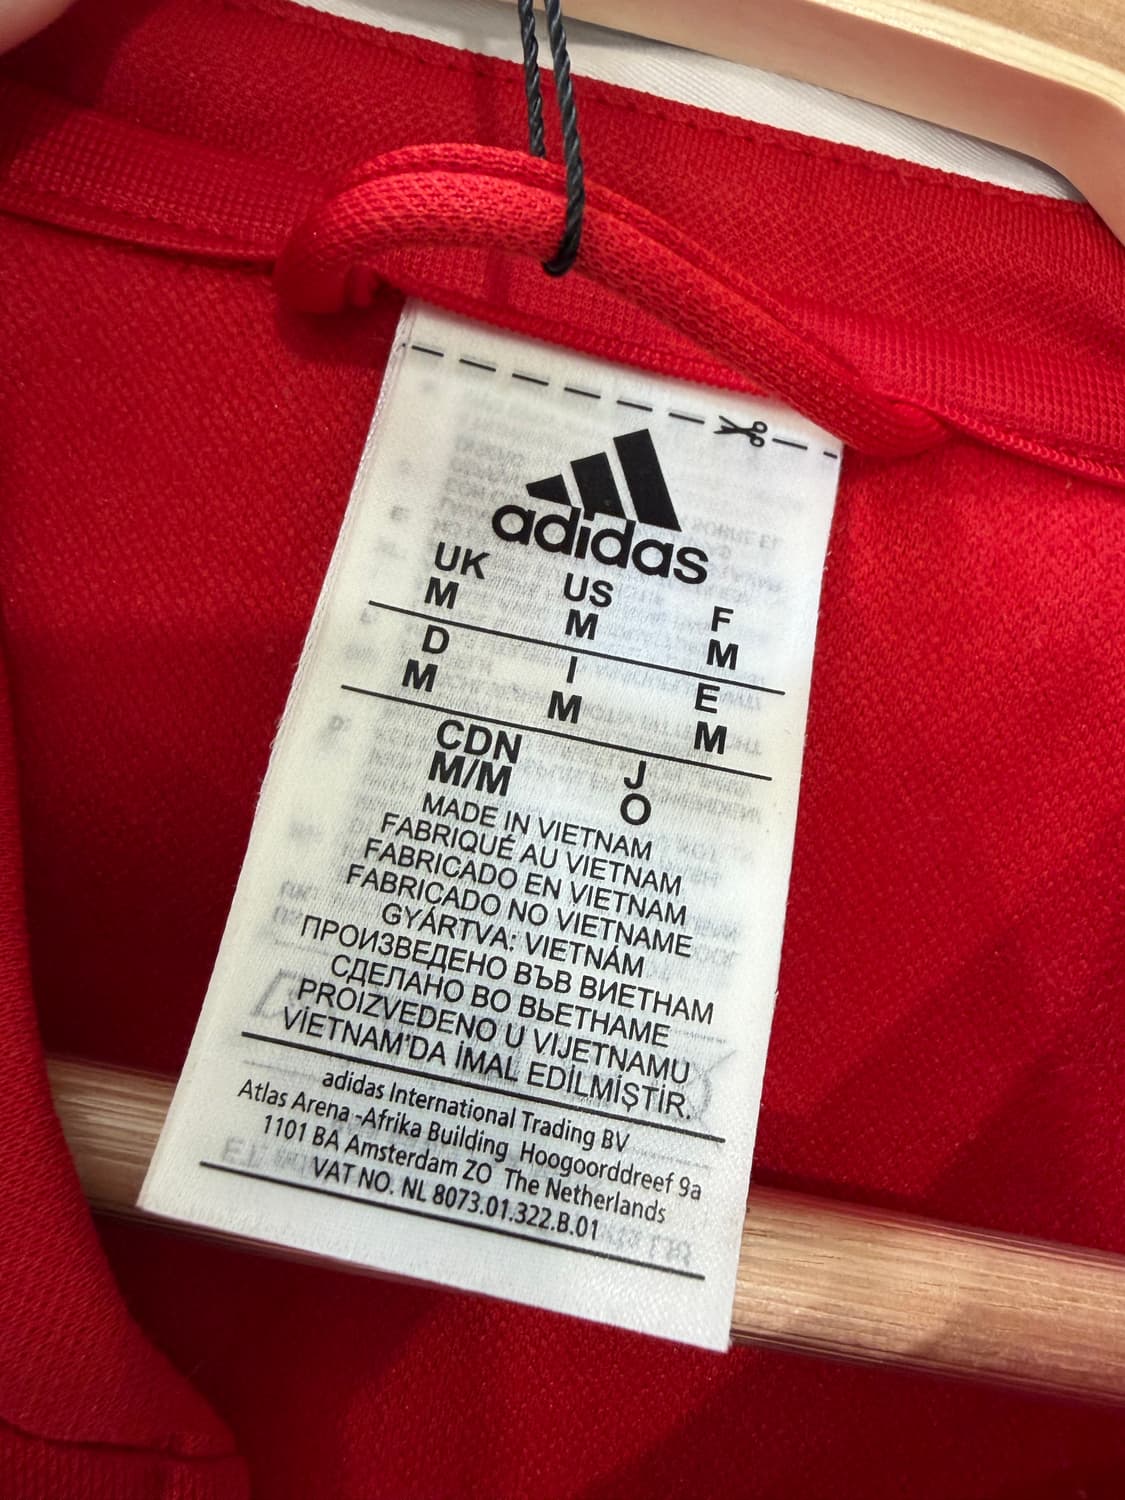 adidas
UK US F
M M M
D I E
M M M
CDN J
M/M O
MADE IN VIETNAM
FABRIQUÉ AU VIETNAM
FABRICADO EN VIETNAM
FABRICADO NO VIETNAME
GYÁRTVA: VIETNÁM
ПРОИЗВЕДЕНО ВЪВ ВИЕТНАМ
СДЕЛАНО ВО ВЬЕТНАМЕ
PROIZVEDENO U VIJETNAMU
VİETNAM'DA İMAL EDİLMİŞTİR.
adidas International Trading BV
Atlas Arena -Afrika Building Hoogoorddreef 9a
1101 BA Amsterdam ZO The Netherlands
VAT NO. NL 8073.01.322.B.01